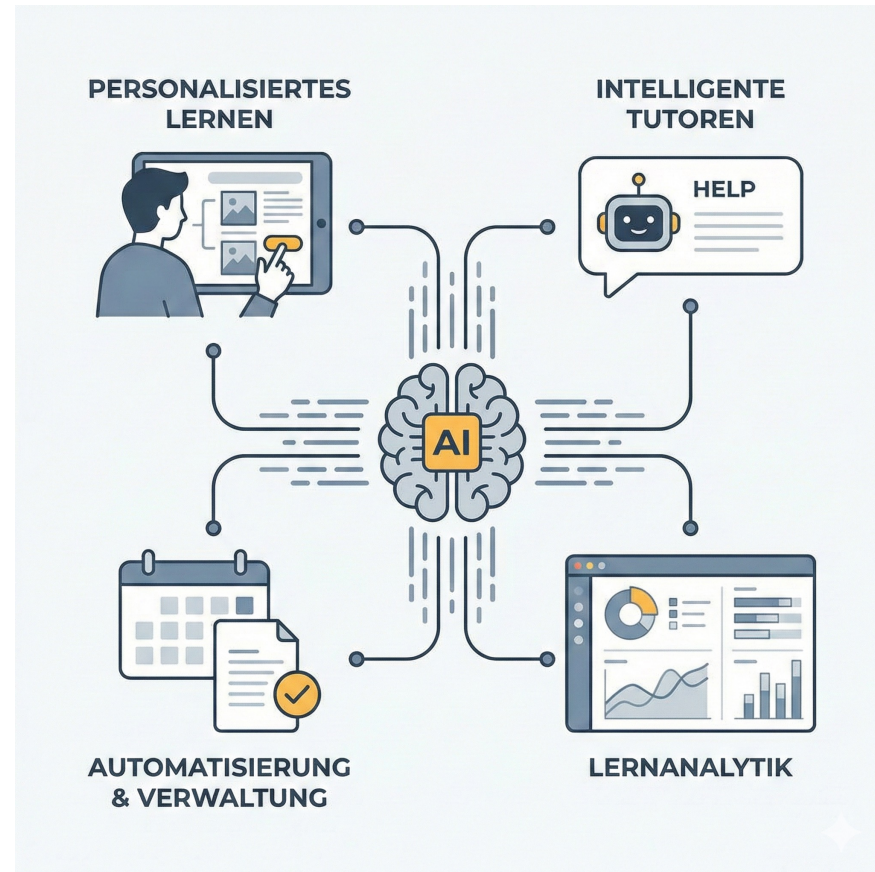 PERSONALISIERTES
LERNEN
INTELLIGENTE
TUTOREN
HELP
AI
AUTOMATISIERUNG
& VERWALTUNG
LERNANALYTIK